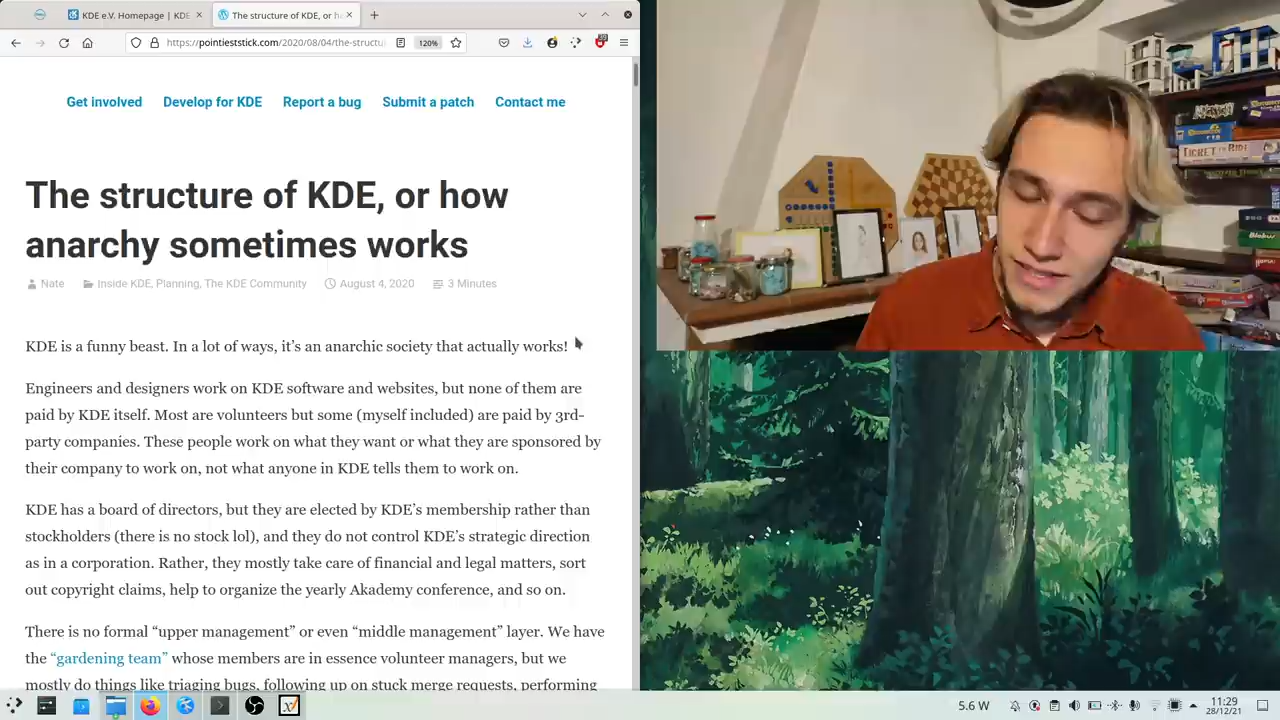 KDE e.V. Homepage | KDE
The structure of KDE, or h
https://pointieststick.com/2020/08/04/the-structu
120%
Get involved
Develop for KDE
Report a bug
Submit a patch
Contact me
The structure of KDE, or how
anarchy sometimes works
Nate
Inside KDE, Planning, The KDE Community
August 4, 2020
3 Minutes
KDE is a funny beast. In a lot of ways, it’s an anarchic society that actually works!
Engineers and designers work on KDE software and websites, but none of them are
paid by KDE itself. Most are volunteers but some (myself included) are paid by 3rd-
party companies. These people work on what they want or what they are sponsored by
their company to work on, not what anyone in KDE tells them to work on.
KDE has a board of directors, but they are elected by KDE’s membership rather than
stockholders (there is no stock lol), and they do not control KDE’s strategic direction
as in a corporation. Rather, they mostly take care of financial and legal matters, sort
out copyright claims, help to organize the yearly Akademy conference, and so on.
There is no formal “upper management” or even “middle management” layer. We have
the “gardening team” whose members are in essence volunteer managers, but we
mostly do things like triaging bugs, following up on stuck merge requests, performing
TICKET TO RIDE
5.6 W
11:29
28/12/21